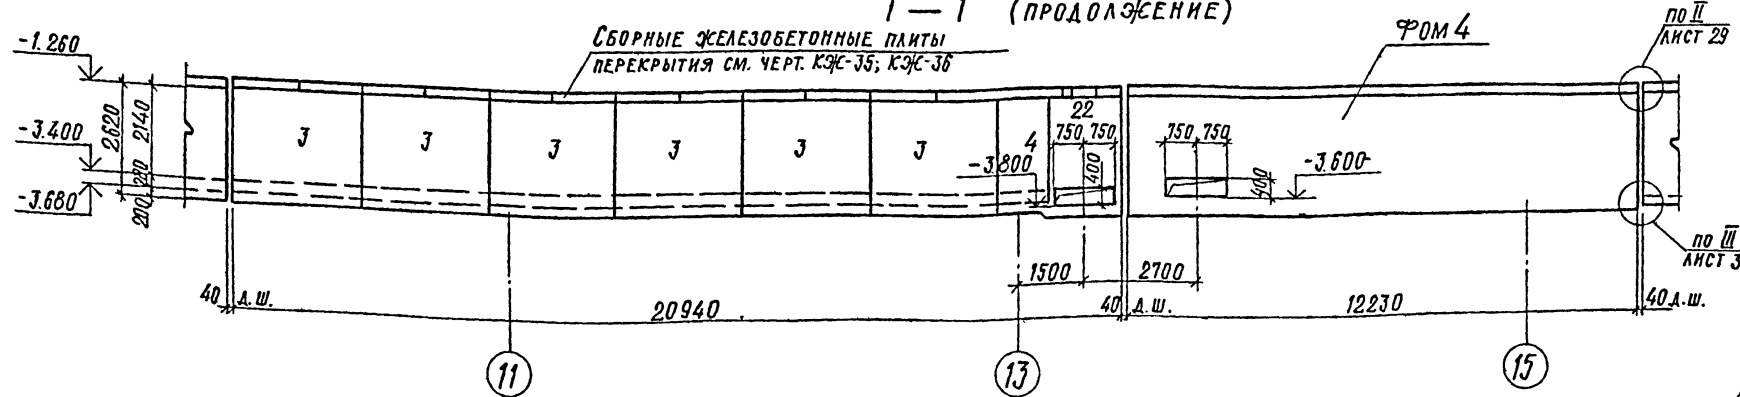 1 — 1 (ПРОДОЛЖЕНИЕ)
СБОРНЫЕ ЖЕЛЕЗОБЕТОННЫЕ ПЛИТЫ
ПЕРЕКРЫТИЯ СМ. ЧЕРТ. КЖ-35; КЖ-36
ФОМ 4
ПО II
ЛИСТ 29
-1.260
-3.400
-3.680
2620
2140
280
200
3 3 3 3 3 3 4 22
750 750
400
-3.800
750 750
400
-3.600
ПО III
ЛИСТ 3
1500 2700
40 Д.Ш. 20940 40 Д.Ш. 12230 40 Д.Ш.
11 13 15